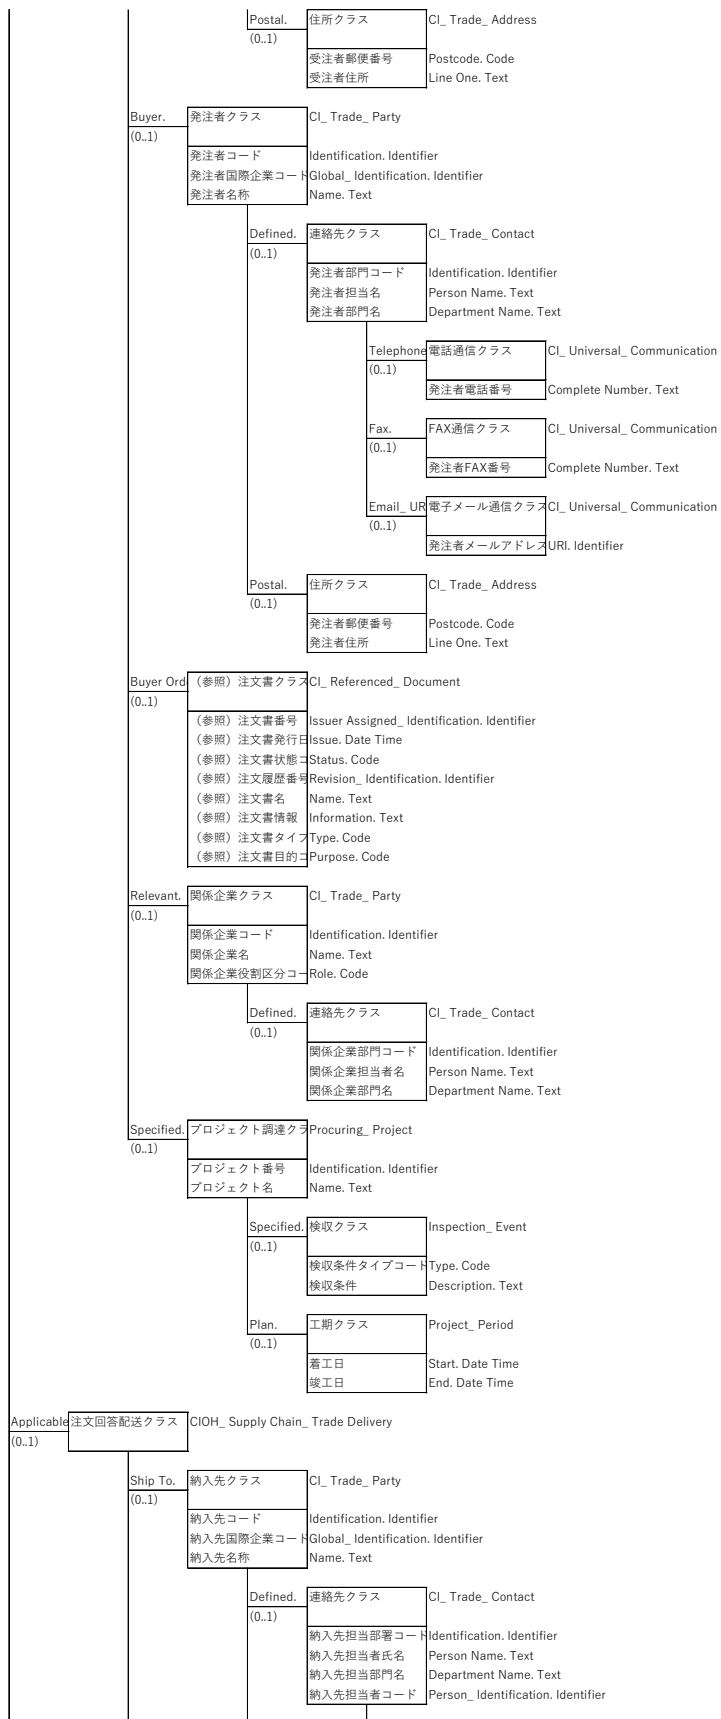 Postal. 住所クラス CI_ Trade_ Address
(0..1)
受注者郵便番号 Postcode. Code
受注者住所 Line One. Text
Buyer. 発注者クラス CI_ Trade_ Party
(0..1)
発注者コード Identification. Identifier
発注者国際企業コード Global_ Identification. Identifier
発注者名称 Name. Text
Defined. 連絡先クラス CI_ Trade_ Contact
(0..1)
発注者部門コード Identification. Identifier
発注者担当名 Person Name. Text
発注者部門名 Department Name. Text
Telephone 電話通信クラス CI_ Universal_ Communication
(0..1)
発注者電話番号 Complete Number. Text
Fax. FAX通信クラス CI_ Universal_ Communication
(0..1)
発注者FAX番号 Complete Number. Text
Email_ UR 電子メール通信クラス CI_ Universal_ Communication
(0..1)
発注者メールアドレス URI. Identifier
Postal. 住所クラス CI_ Trade_ Address
(0..1)
発注者郵便番号 Postcode. Code
発注者住所 Line One. Text
Buyer Ord （参照）注文書クラス CI_ Referenced_ Document
(0..1)
（参照）注文書番号 Issuer Assigned_ Identification. Identifier
（参照）注文書発行日 Issue. Date Time
（参照）注文書状態コ Status. Code
（参照）注文履歴番号 Revision_ Identification. Identifier
（参照）注文書名 Name. Text
（参照）注文書情報 Information. Text
（参照）注文書タイプ Type. Code
（参照）注文書目的コ Purpose. Code
Relevant. 関係企業クラス CI_ Trade_ Party
(0..1)
関係企業コード Identification. Identifier
関係企業名 Name. Text
関係企業役割区分コー Role. Code
Defined. 連絡先クラス CI_ Trade_ Contact
(0..1)
関係企業部門コード Identification. Identifier
関係企業担当者名 Person Name. Text
関係企業部門名 Department Name. Text
Specified. プロジェクト調達クラ Procuring_ Project
(0..1)
プロジェクト番号 Identification. Identifier
プロジェクト名 Name. Text
Specified. 検収クラス Inspection_ Event
(0..1)
検収条件タイプコード Type. Code
検収条件 Description. Text
Plan. 工期クラス Project_ Period
(0..1)
着工日 Start. Date Time
竣工日 End. Date Time
Applicable 注文回答配送クラス CIOH_ Supply Chain_ Trade Delivery
(0..1)
Ship To. 納入先クラス CI_ Trade_ Party
(0..1)
納入先コード Identification. Identifier
納入先国際企業コード Global_ Identification. Identifier
納入先名称 Name. Text
Defined. 連絡先クラス CI_ Trade_ Contact
(0..1)
納入先担当部署コード Identification. Identifier
納入先担当者氏名 Person Name. Text
納入先担当部門名 Department Name. Text
納入先担当者コード Person_ Identification. Identifier